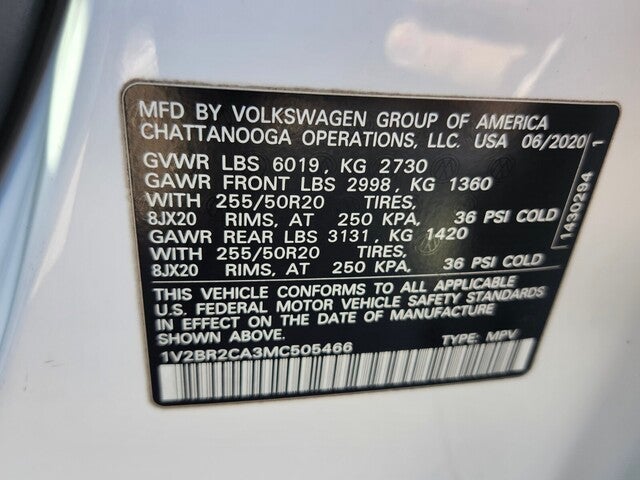 MFD BY VOLKSWAGEN GROUP OF AMERICA
CHATTANOOGA OPERATIONS, LLC. USA 06/2020
GVWR LBS 6019, KG 2730
GAWR FRONT LBS 2998, KG 1360
WITH 255/50R20 TIRES,
8JX20 RIMS, AT 250 KPA, 36 PSI COLD
GAWR REAR LBS 3131, KG 1420
WITH 255/50R20 TIRES,
8JX20 RIMS, AT 250 KPA, 36 PSI COLD
THIS VEHICLE CONFORMS TO ALL APPLICABLE
U.S. FEDERAL MOTOR VEHICLE SAFETY STANDARDS
IN EFFECT ON THE DATE OF MANUFACTURE
SHOWN ABOVE.
1V2BR2CA3MC505466 TYPE: MPV
1430294 1